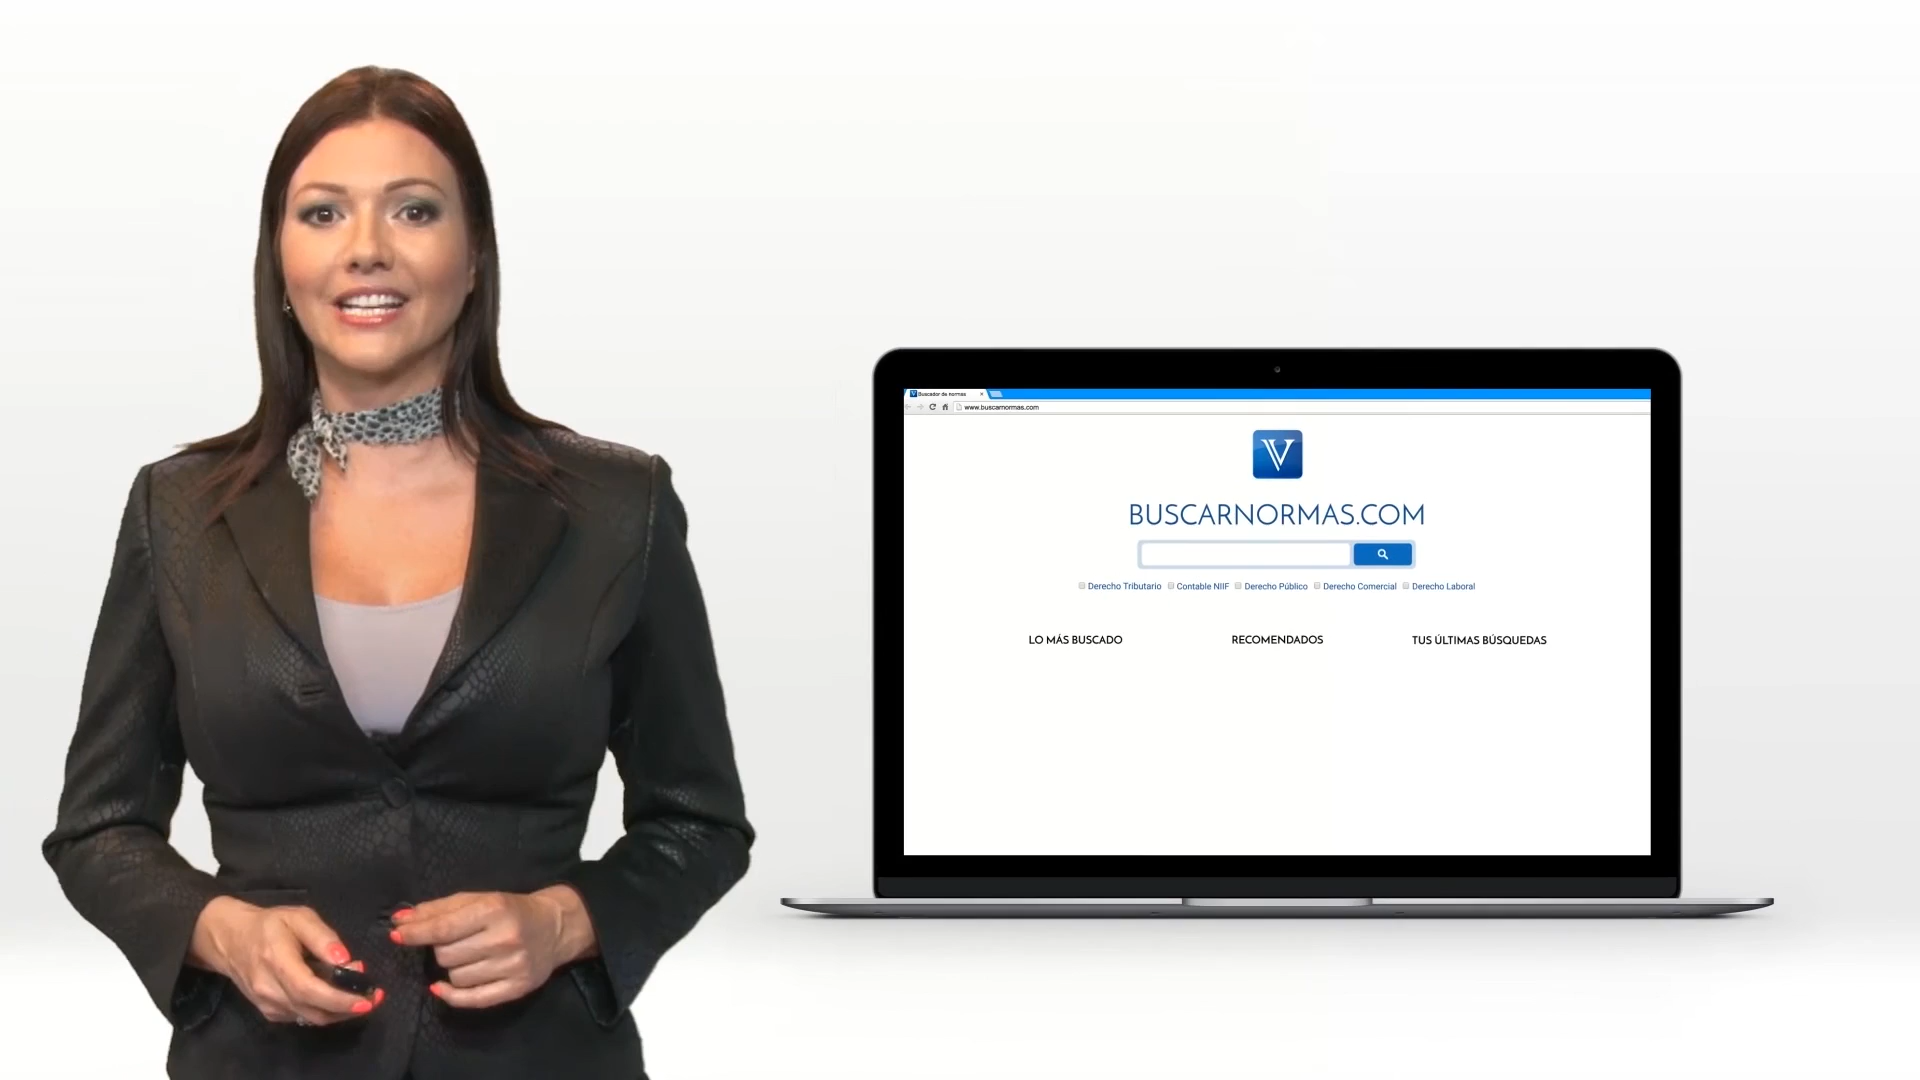 Buscador de normas
www.buscarnormas.com
V
BUSCARNORMAS.COM
Derecho Tributario Contable NIIF Derecho Público Derecho Comercial Derecho Laboral
LO MÁS BUSCADO RECOMENDADOS TUS ÚLTIMAS BÚSQUEDAS